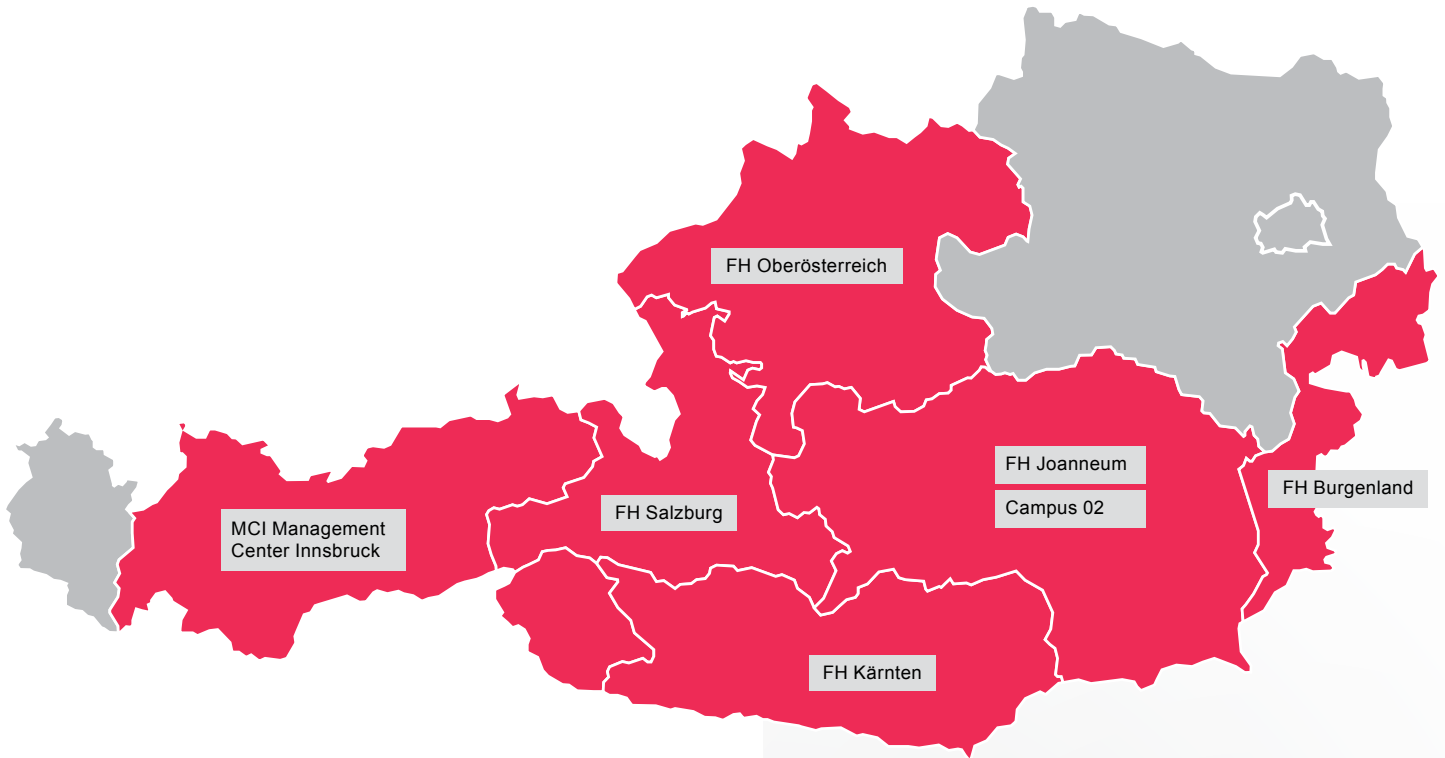 FH Oberösterreich
FH Joanneum
Campus 02
FH Burgenland
FH Salzburg
MCI Management
Center Innsbruck
FH Kärnten